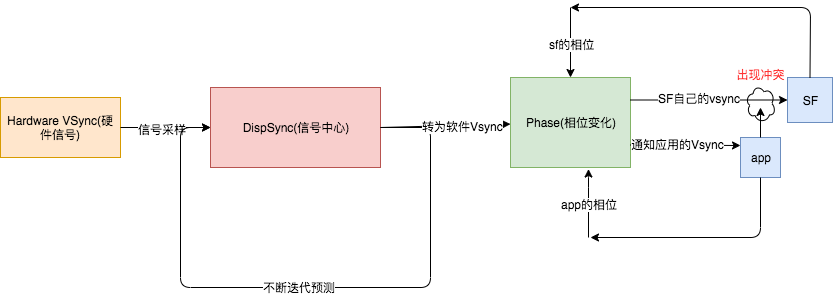 Hardware VSync(硬
件信号)
信号采样
DispSync(信号中心)
转为软件Vsync
不断迭代预测
sf的相位
Phase(相位变化)
app的相位
SF自己的vsync
通知应用的Vsync
出现冲突
SF
app